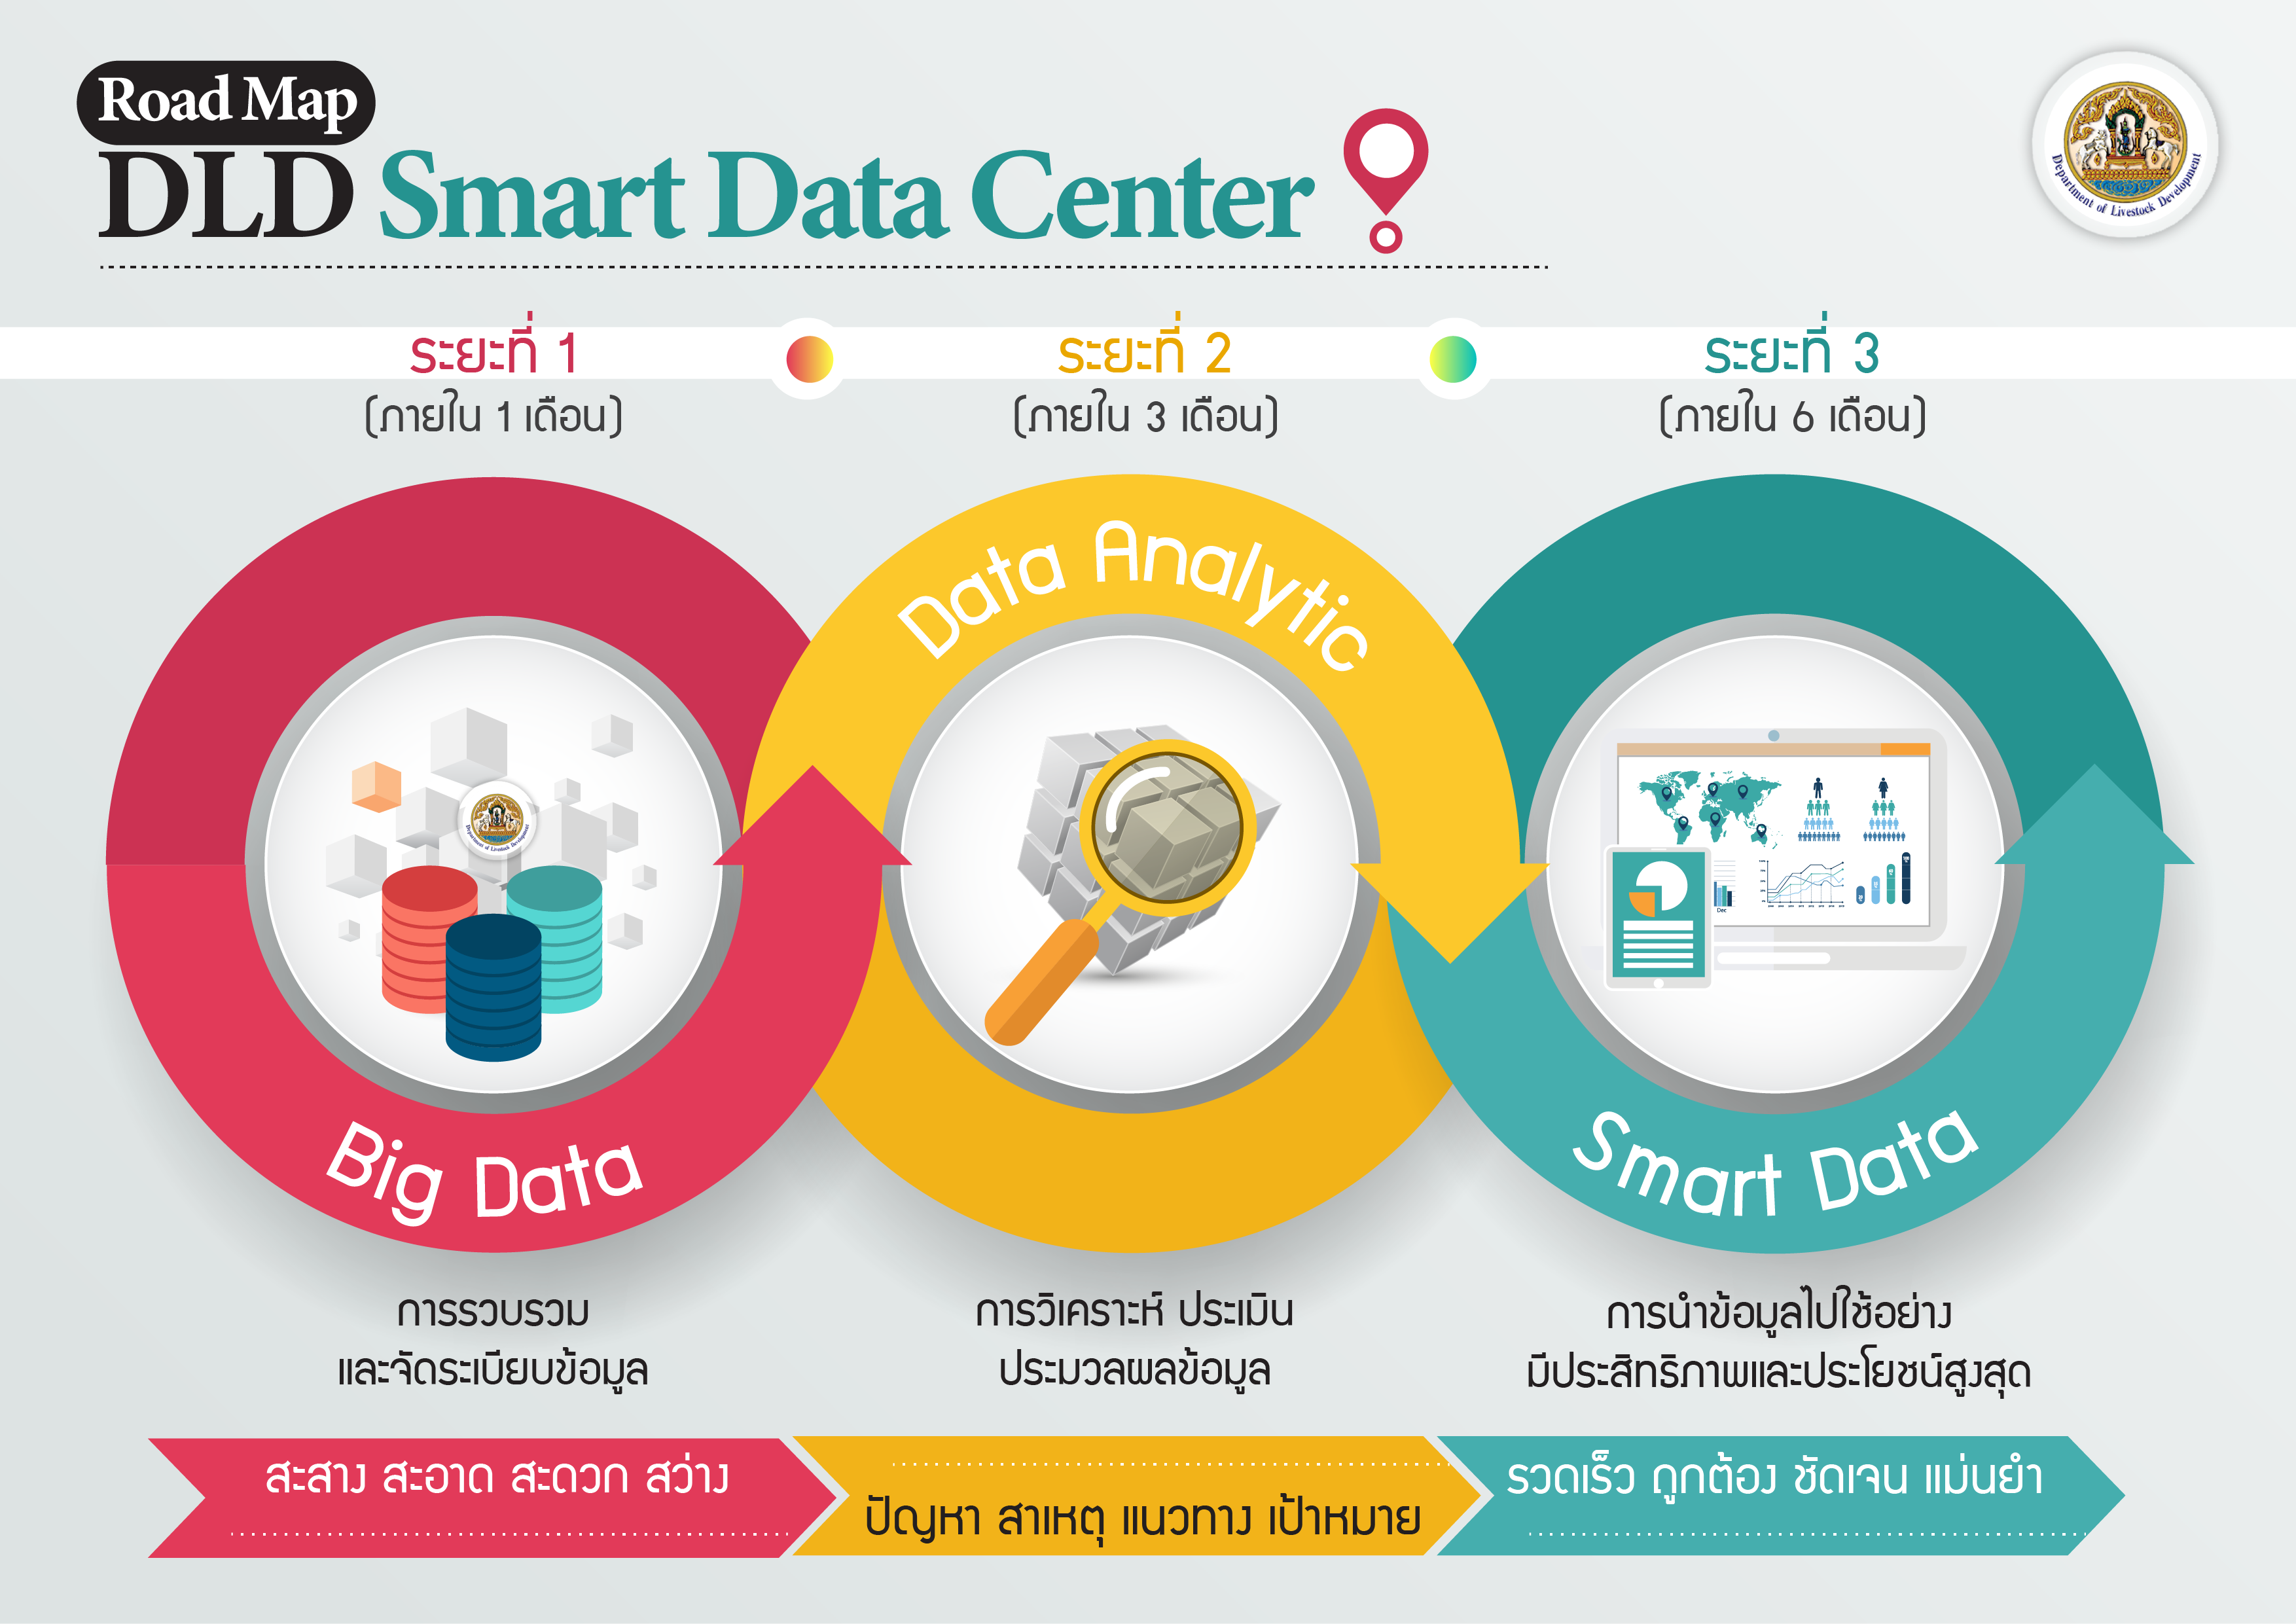 Road Map
DLD Smart Data Center
Department of Livestock Development
ระยะที่ 1
(ภายใน 1 เดือน)
ระยะที่ 2
(ภายใน 3 เดือน)
ระยะที่ 3
(ภายใน 6 เดือน)
Data Analytic
Department of Livestock Development
Dec
Big Data
Smart Data
การรวบรวม
และจัดระเบียบข้อมูล
การวิเคราะห์ ประเมิน
ประมวลผลข้อมูล
การนำข้อมูลไปใช้อย่าง
มีประสิทธิภาพและประโยชน์สูงสุด
สะสาง สะอาด สะดวก สว่าง
ปัญหา สาเหตุ แนวทาง เป้าหมาย
รวดเร็ว ถูกต้อง ชัดเจน แม่นยำ